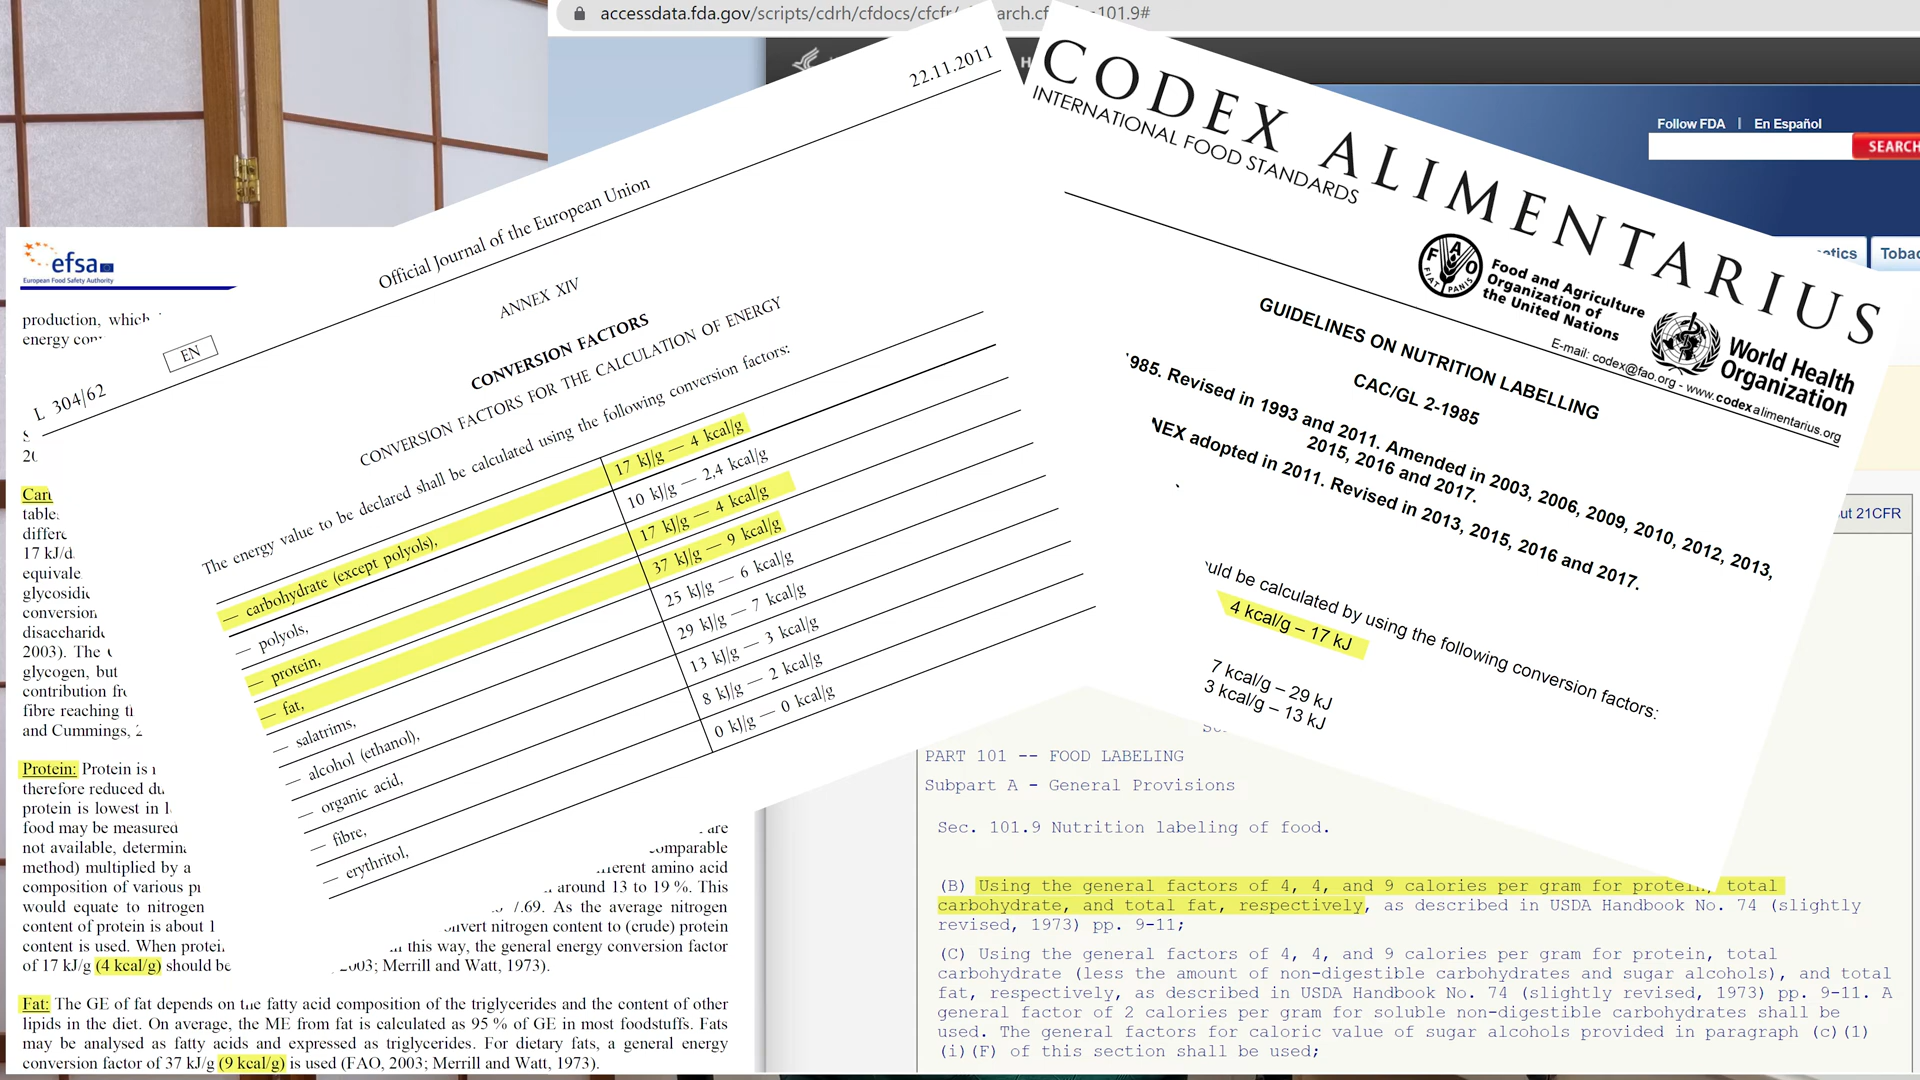 accessdata.fda.gov/scripts/cdrh/cfdocs/cfcfr/
arch.cf
101.9#
Follow FDA | En Español
SEARCH
Tobac
ut 21CFR
PART 101 -- FOOD LABELING
Subpart A - General Provisions
Sec. 101.9 Nutrition labeling of food.
(B) Using the general factors of 4, 4, and 9 calories per gram for protein, total
carbohydrate, and total fat, respectively, as described in USDA Handbook No. 74 (slightly
revised, 1973) pp. 9-11;
(C) Using the general factors of 4, 4, and 9 calories per gram for protein, total
carbohydrate (less the amount of non-digestible carbohydrates and sugar alcohols), and total
fat, respectively, as described in USDA Handbook No. 74 (slightly revised, 1973) pp. 9-11. A
general factor of 2 calories per gram for soluble non-digestible carbohydrates shall be
used. The general factors for caloric value of sugar alcohols provided in paragraph (c)(1)
(i)(F) of this section shall be used;
efsa
European Food Safety Authority
production, which
energy
table
17 kJ/
glycosidi
conversion
disaccharide
2003). The
glycogen, but
contribution fr
fibre reaching
and Cummings,
Protein: Protein is
therefore reduced du
protein is lowest in
food may be measured
not available, determin
method) multiplied by a
composition of various
would equate to nitrogen
content of protein is about 1
content is used. When
of 17 kJ/g (4 kcal/g) should be
are
comparable
amino acid
around 13 to 19 %. This
7.69. As the average nitrogen
nitrogen content to (crude) protein
this way, the general energy conversion factor
2003; Merrill and Watt, 1973).
Fat: The GE of fat depends on the fatty acid composition of the triglycerides and the content of other
lipids in the diet. On average, the ME from fat is calculated as 95 % of GE in most foodstuffs. Fats
may be analysed as fatty acids and expressed as triglycerides. For dietary fats, a general energy
conversion factor of 37 kJ/g (9 kcal/g) is used (FAO, 2003; Merrill and Watt, 1973).
L 304/62
EN
Official Journal of the European Union
22.11.2011
ANNEX XIV
CONVERSION FACTORS
CONVERSION FACTORS FOR THE CALCULATION OF ENERGY
The energy value to be declared shall be calculated using the following conversion factors:
— carbohydrate (except polyols), 17 kJ/g — 4 kcal/g
— polyols, 10 kJ/g — 2,4 kcal/g
— protein, 17 kJ/g — 4 kcal/g
— fat, 37 kJ/g — 9 kcal/g
— salatrims, 25 kJ/g — 6 kcal/g
— alcohol (ethanol), 29 kJ/g — 7 kcal/g
— organic acid, 13 kJ/g — 3 kcal/g
— fibre, 8 kJ/g — 2 kcal/g
— erythritol, 0 kJ/g — 0 kcal/g
CODEX ALIMENTARIUS
INTERNATIONAL FOOD STANDARDS
FAO
FIAT PANIS
Food and Agriculture
Organization of
the United Nations
World Health
Organization
E-mail: codex@fao.org - www.codexalimentarius.org
GUIDELINES ON NUTRITION LABELLING
CAC/GL 2-1985
985. Revised in 1993 and 2011. Amended in 2003, 2006, 2009, 2010, 2012, 2013,
2015, 2016 and 2017.
NEX adopted in 2011. Revised in 2013, 2015, 2016 and 2017.
uld be calculated by using the following conversion factors:
4 kcal/g – 17 kJ
7 kcal/g – 29 kJ
3 kcal/g – 13 kJ